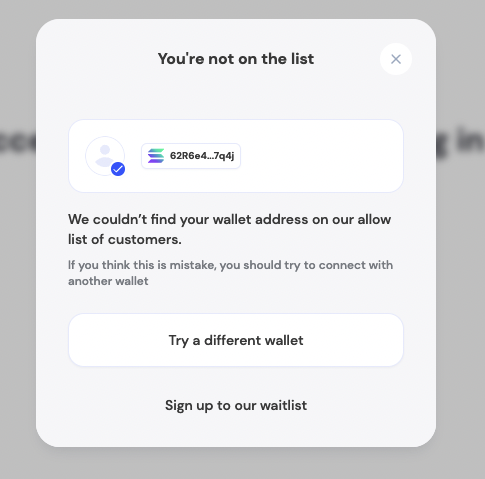 You're not on the list
62R6e4...7q4j
We couldn't find your wallet address on our allow
list of customers.
If you think this is mistake, you should try to connect with
another wallet
Try a different wallet
Sign up to our waitlist